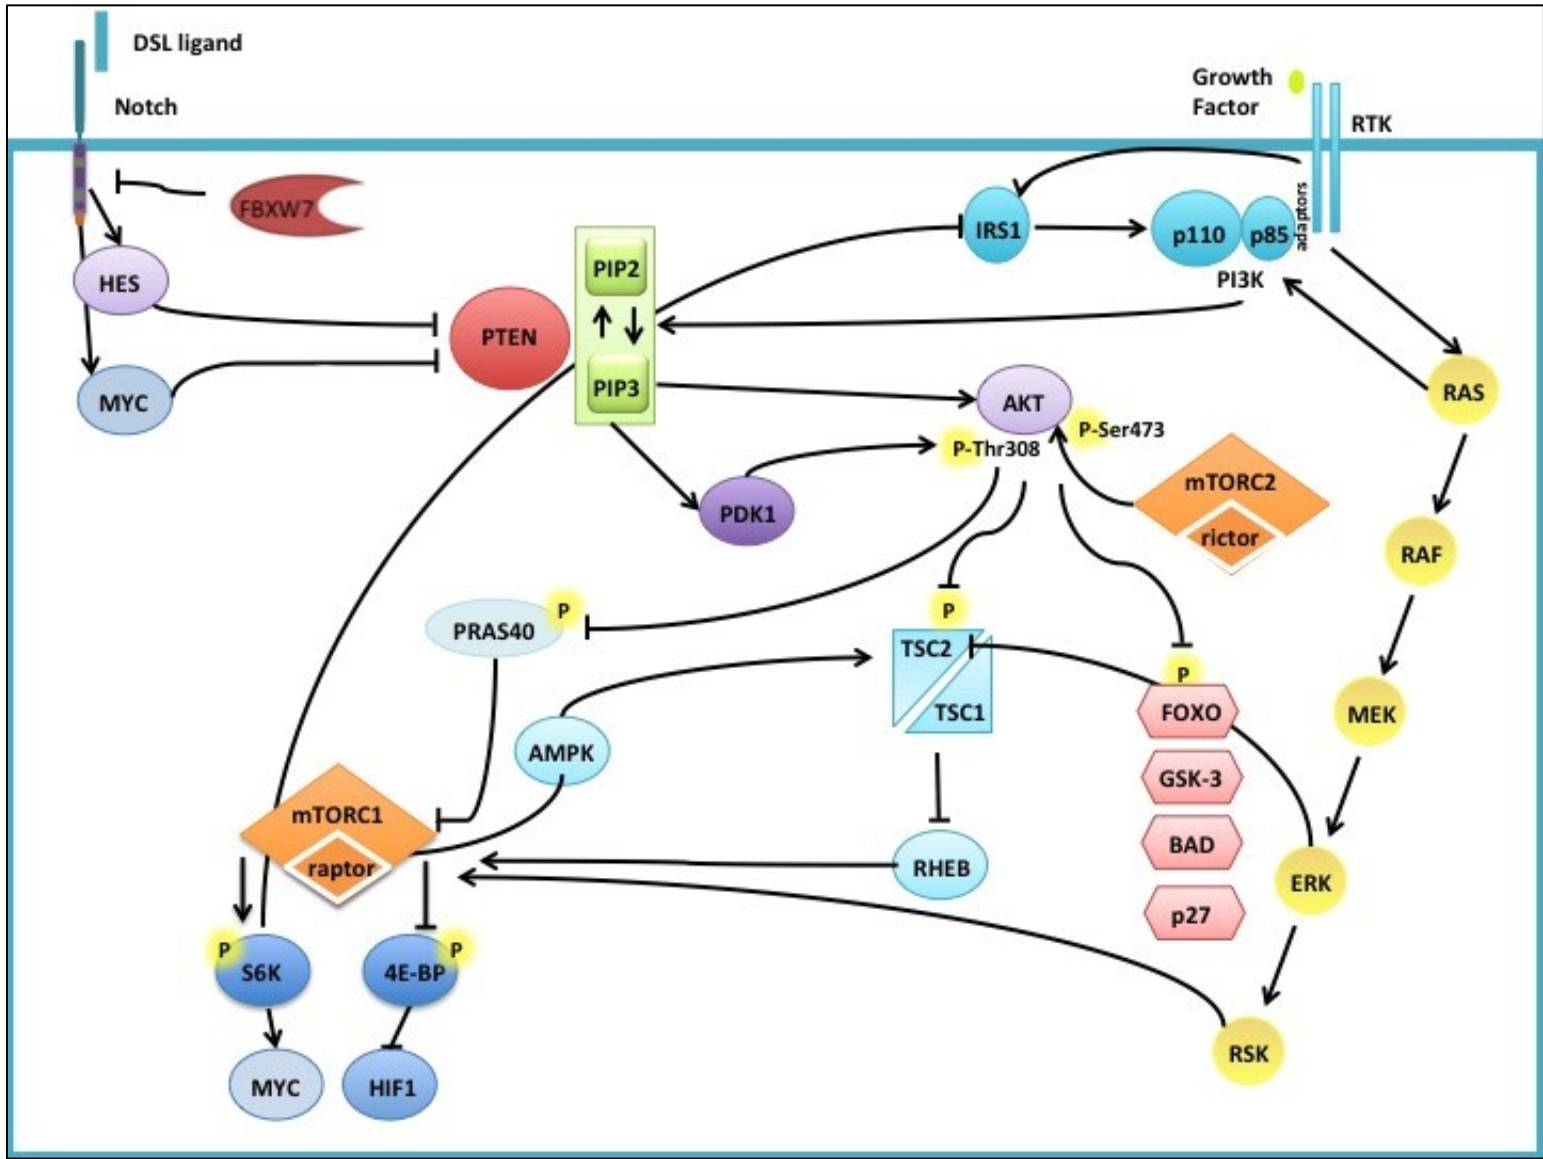 DSL ligand
Notch
Growth
Factor
RTK
FBXW7
adaptors
IRS1
p110
p85
PI3K
HES
PIP2
PTEN
PIP3
MYC
AKT
RAS
P-Ser473
P-Thr308
mTORC2
rictor
PDK1
RAF
PRAS40
P
P
TSC2
TSC1
P
FOXO
GSK-3
BAD
p27
MEK
AMPK
mTORC1
raptor
RHEB
ERK
P
S6K
4E-BP
P
RSK
MYC
HIF1